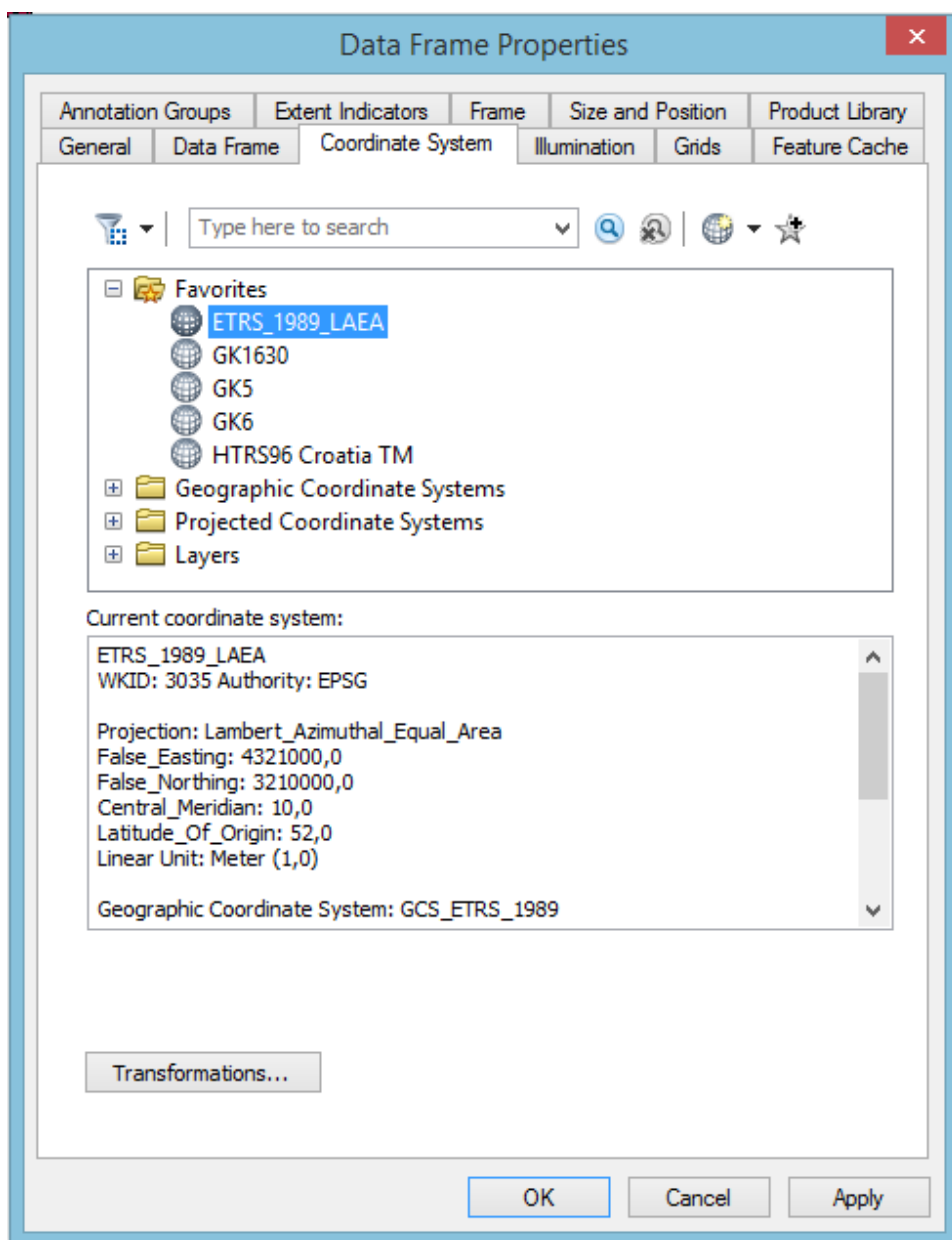 Data Frame Properties
Annotation Groups Extent Indicators Frame Size and Position Product Library
General Data Frame Coordinate System Illumination Grids Feature Cache
Type here to search
Favorites
ETRS_1989_LAEA
GK1630
GK5
GK6
HTRS96 Croatia TM
Geographic Coordinate Systems
Projected Coordinate Systems
Layers
Current coordinate system:
ETRS_1989_LAEA
WKID: 3035 Authority: EPSG
Projection: Lambert_Azimuthal_Equal_Area
False_Easting: 4321000,0
False_Northing: 3210000,0
Central_Meridian: 10,0
Latitude_Of_Origin: 52,0
Linear Unit: Meter (1,0)
Geographic Coordinate System: GCS_ETRS_1989
Transformations...
OK Cancel Apply